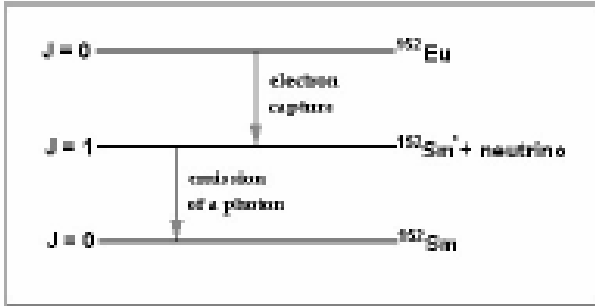 J = 0 ¹⁵²Eu
electron
capture
J = 1 ¹⁵²Sm* + neutrino
emission
of a photon
J = 0 ¹⁵²Sm